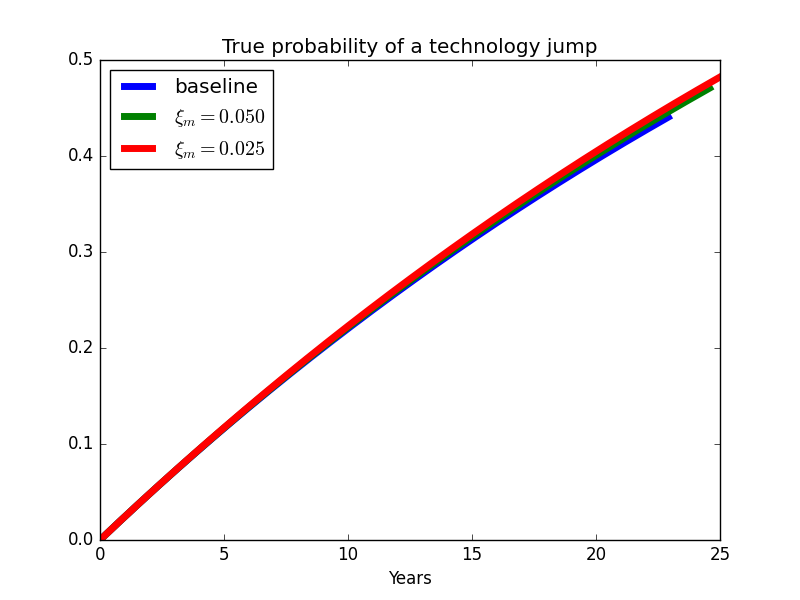 True probability of a technology jump
baseline
ξₘ = 0.050
ξₘ = 0.025
0.5
0.4
0.3
0.2
0.1
0.0
0 5 10 15 20 25
Years